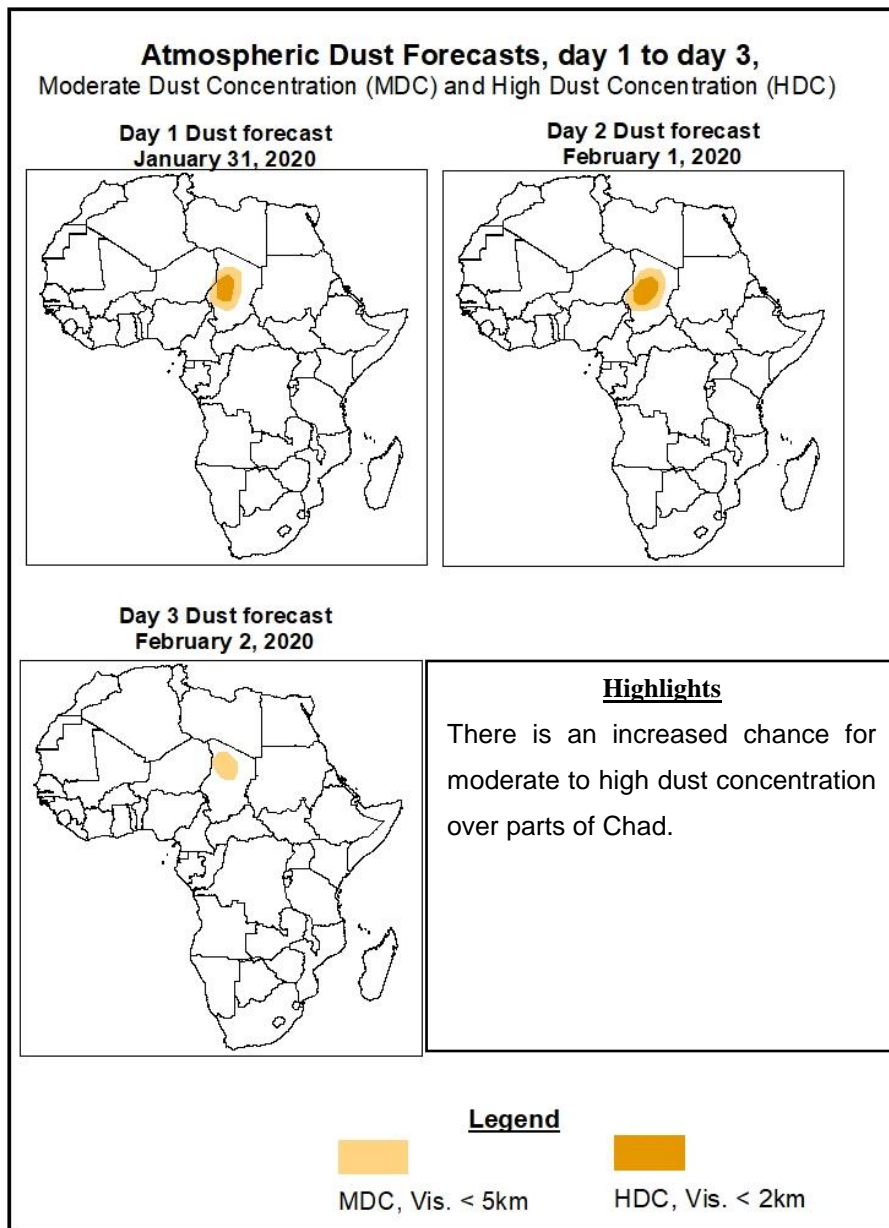 Atmospheric Dust Forecasts, day 1 to day 3,
Moderate Dust Concentration (MDC) and High Dust Concentration (HDC)
Day 1 Dust forecast
January 31, 2020
Day 2 Dust forecast
February 1, 2020
Day 3 Dust forecast
February 2, 2020
Highlights
There is an increased chance for
moderate to high dust concentration
over parts of Chad.
Legend
MDC, Vis. < 5km
HDC, Vis. < 2km